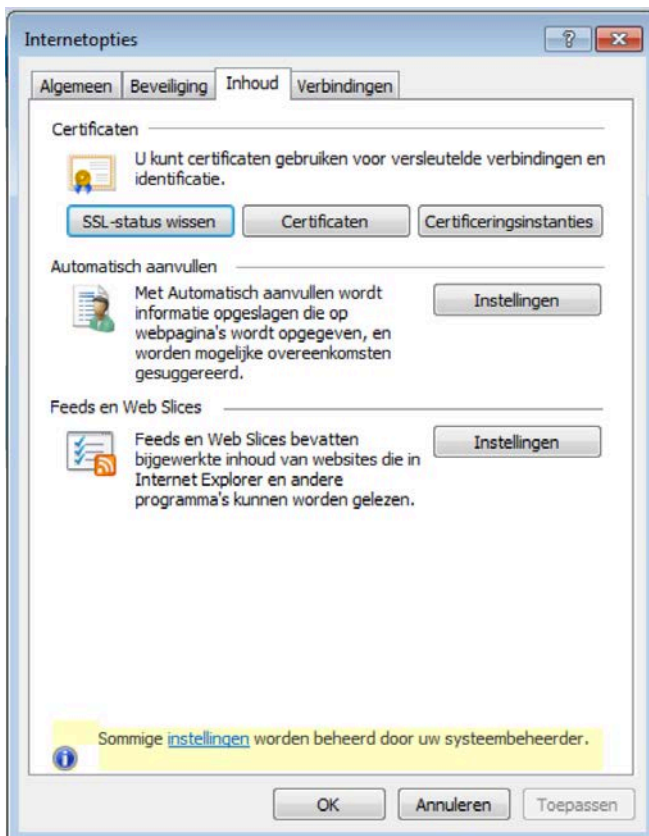 Internetopties
Algemeen Beveiliging Inhoud Verbindingen
Certificaten
U kunt certificaten gebruiken voor versleutelde verbindingen en
identificatie.
SSL-status wissen Certificaten Certificeringsinstanties
Automatisch aanvullen
Met Automatisch aanvullen wordt
informatie opgeslagen die op
webpagina's wordt opgegeven, en
worden mogelijke overeenkomsten
gesuggereerd.
Instellingen
Feeds en Web Slices
Feeds en Web Slices bevatten
bijgewerkte inhoud van websites die in
Internet Explorer en andere
programma's kunnen worden gelezen.
Instellingen
Sommige instellingen worden beheerd door uw systeembeheerder.
OK Annuleren Toepassen